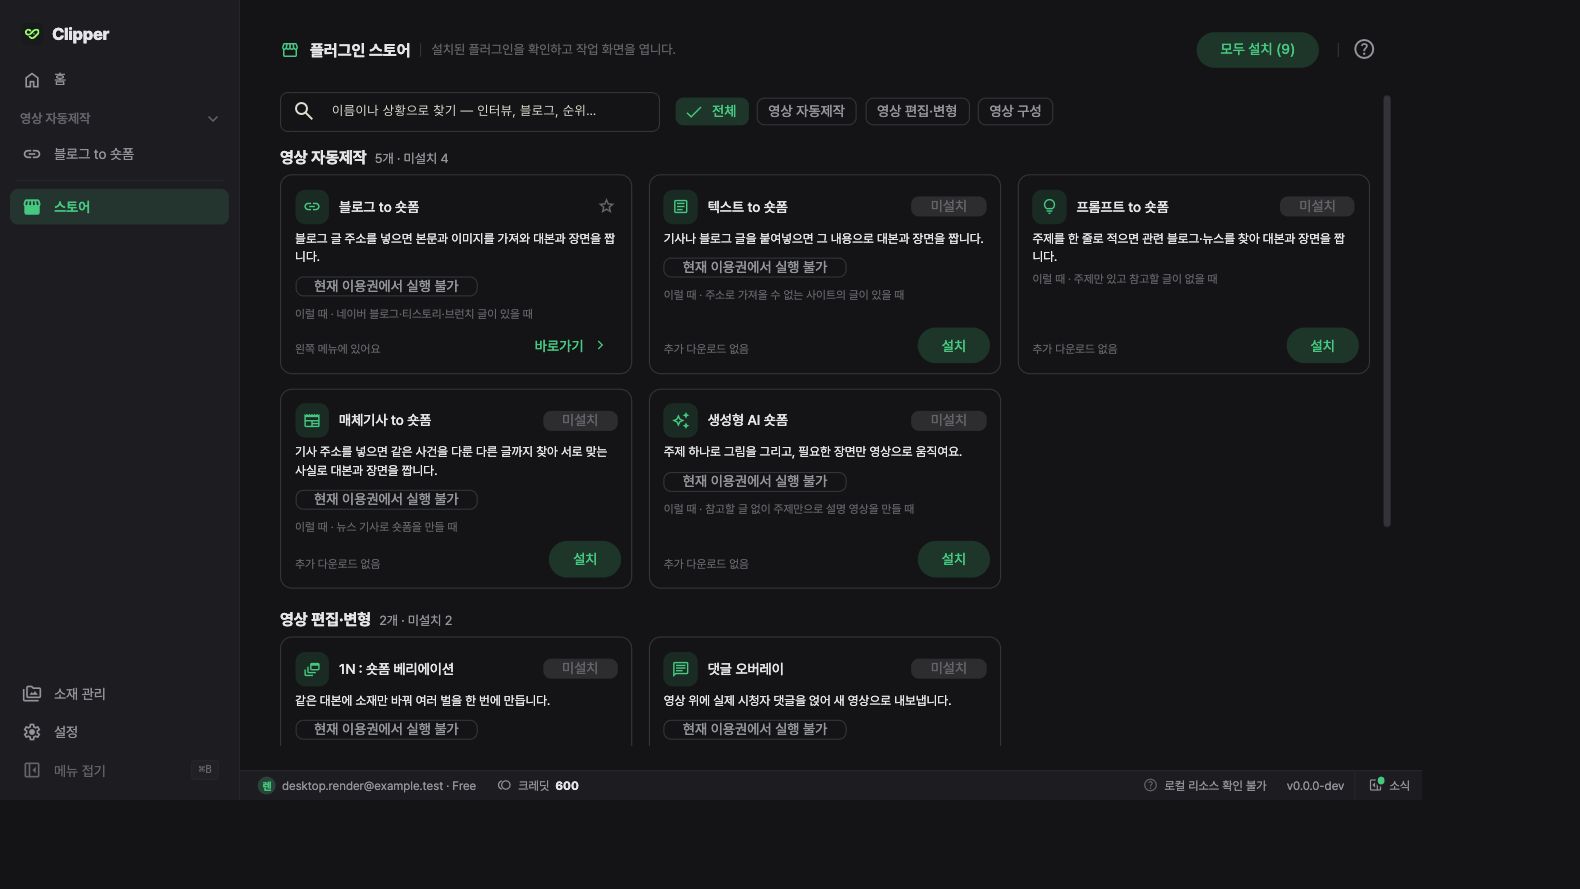 Clipper
홈
영상 자동제작
블로그 to 숏폼
스토어
소재 관리
설정
메뉴 접기 ⌘B
플러그인 스토어 설치된 플러그인을 확인하고 작업 화면을 엽니다.
모두 설치 (9)
이름이나 상황으로 찾기 — 인터뷰, 블로그, 순위...
전체 영상 자동제작 영상 편집·변형 영상 구성
영상 자동제작 5개 · 미설치 4
블로그 to 숏폼
블로그 글 주소를 넣으면 본문과 이미지를 가져와 대본과 장면을 짭
니다.
현재 이용권에서 실행 불가
이럴 때 · 네이버 블로그·티스토리·브런치 글이 있을 때
왼쪽 메뉴에 있어요
바로가기
텍스트 to 숏폼
미설치
기사나 블로그 글을 붙여넣으면 그 내용으로 대본과 장면을 짭니다.
현재 이용권에서 실행 불가
이럴 때 · 주소로 가져올 수 없는 사이트의 글이 있을 때
추가 다운로드 없음
설치
프롬프트 to 숏폼
미설치
주제를 한 줄로 적으면 관련 블로그·뉴스를 찾아 대본과 장면을 짭
니다.
이럴 때 · 주제만 있고 참고할 글이 없을 때
추가 다운로드 없음
설치
매체기사 to 숏폼
미설치
기사 주소를 넣으면 같은 사건을 다룬 다른 글까지 찾아 서로 맞는
사실로 대본과 장면을 짭니다.
현재 이용권에서 실행 불가
이럴 때 · 뉴스 기사로 숏폼을 만들 때
추가 다운로드 없음
설치
생성형 AI 숏폼
미설치
주제 하나로 그림을 그리고, 필요한 장면만 영상으로 움직여요.
현재 이용권에서 실행 불가
이럴 때 · 참고할 글 없이 주제만으로 설명 영상을 만들 때
추가 다운로드 없음
설치
영상 편집·변형 2개 · 미설치 2
1N : 숏폼 베리에이션
미설치
같은 대본에 소재만 바꿔 여러 벌을 한 번에 만듭니다.
현재 이용권에서 실행 불가
댓글 오버레이
미설치
영상 위에 실제 시청자 댓글을 얹어 새 영상으로 내보냅니다.
현재 이용권에서 실행 불가
렌 desktop.render@example.test · Free 크레딧 600
로컬 리소스 확인 불가 v0.0.0-dev 소식